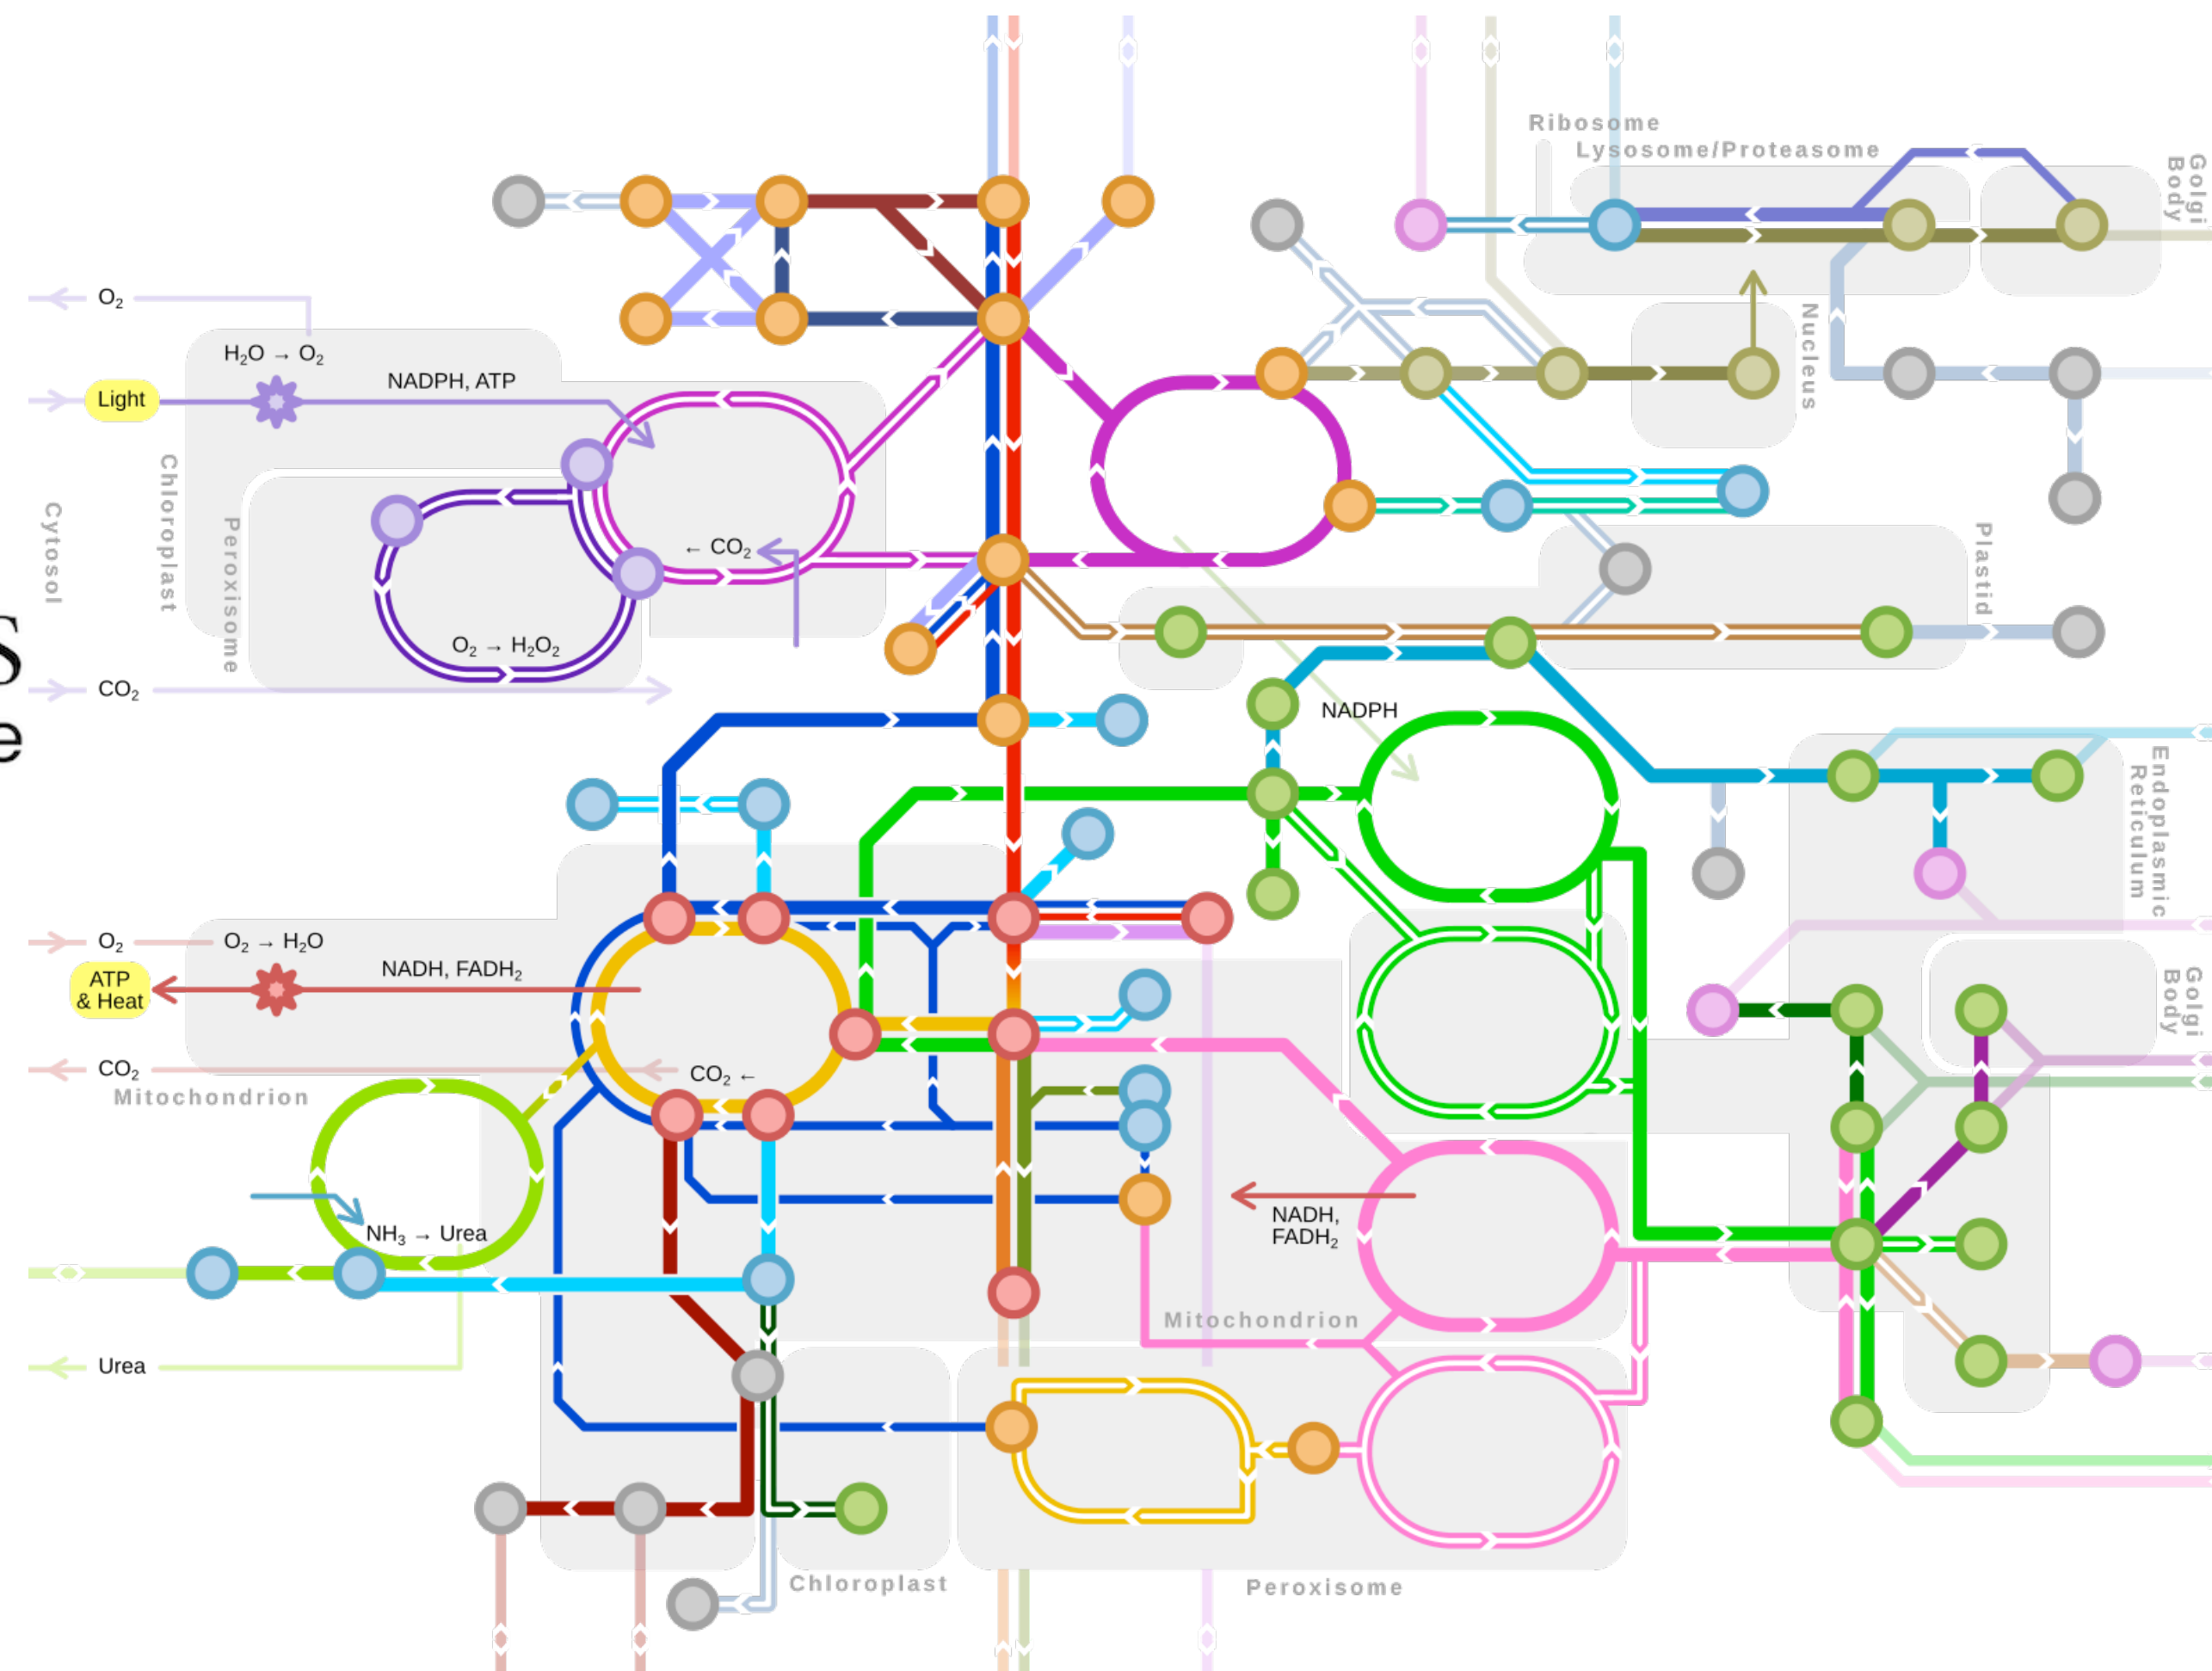 Ribosome
Lysosome/Proteasome
Golgi
Body
O₂
H₂O → O₂
NADPH, ATP
Light
Nucleus
Cytosol
Chloroplast
Peroxisome
← CO₂
O₂ → H₂O₂
CO₂
s
e
Plastid
NADPH
Endoplasmic
Reticulum
O₂
O₂ → H₂O
NADH, FADH₂
ATP
& Heat
CO₂
CO₂ ←
Mitochondrion
Golgi
Body
NH₃ → Urea
NADH,
FADH₂
Mitochondrion
Urea
Chloroplast
Peroxisome